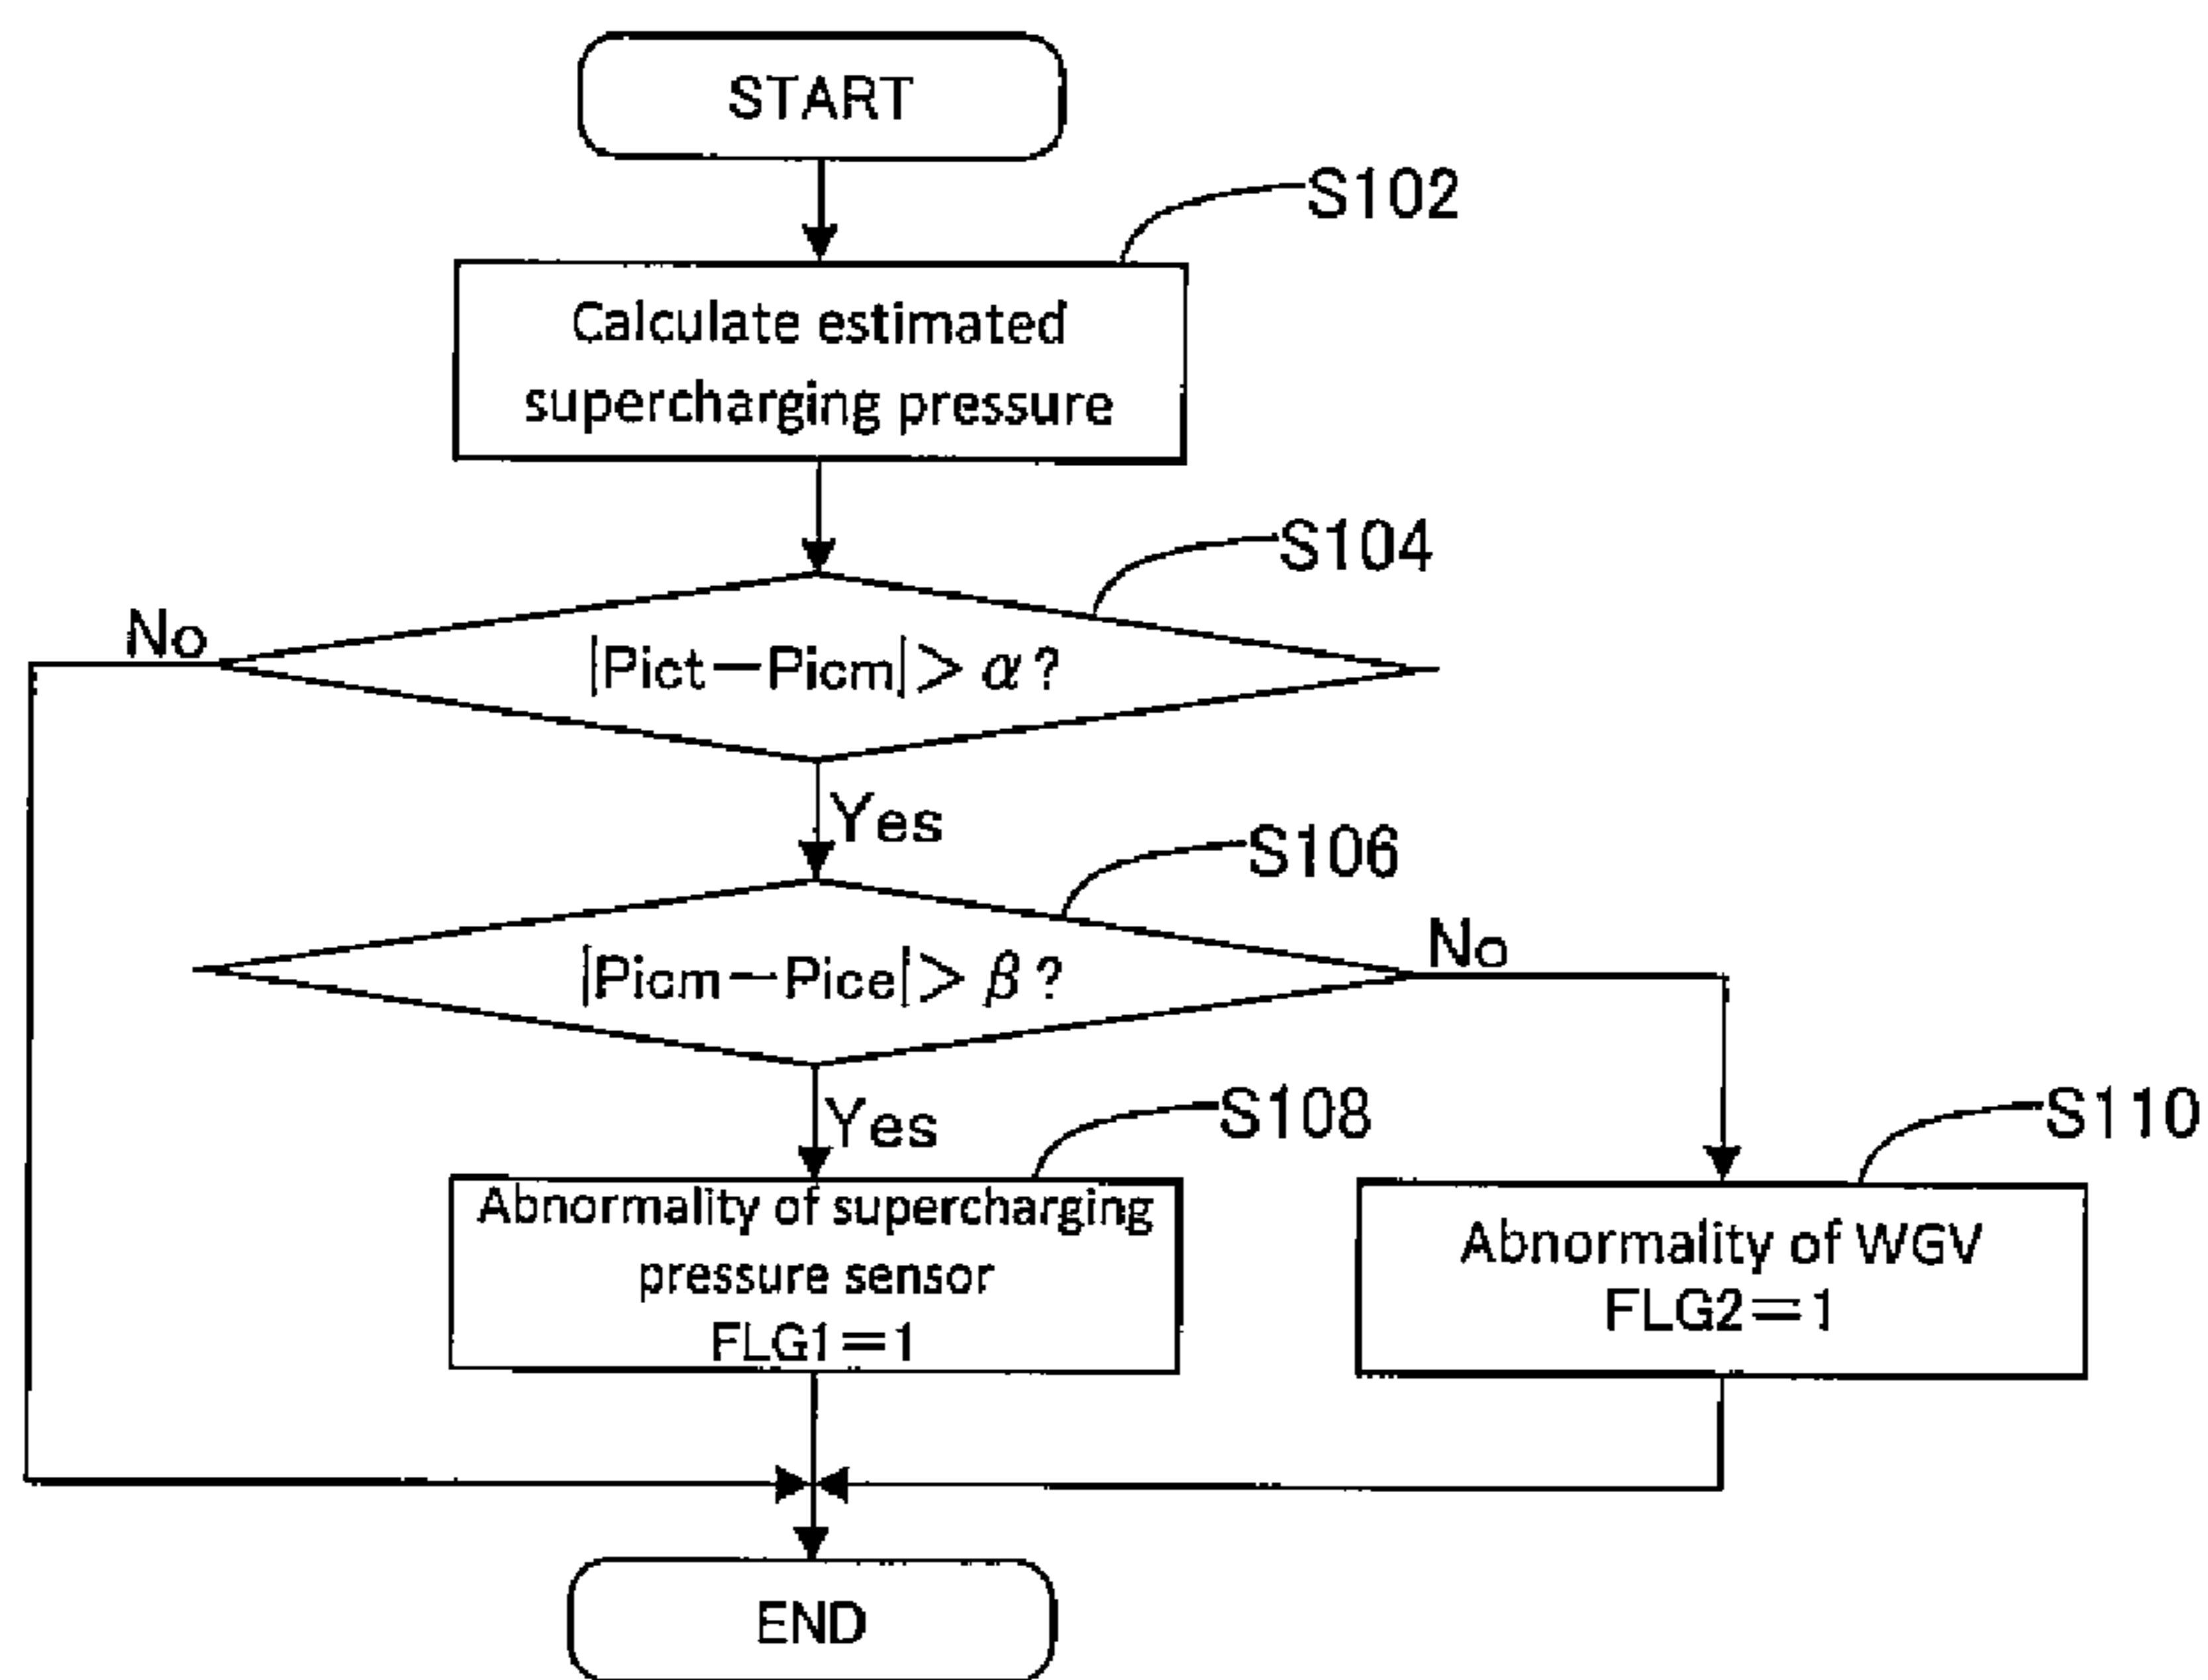 START
S102
Calculate estimated
supercharging pressure
S104
No
|Pict－Picm|＞α?
Yes
S106
No
|Picm－Pice|＞β?
Yes
S108
S110
Abnormality of supercharging
pressure sensor
FLG1＝1
Abnormality of WGV
FLG2＝1
END